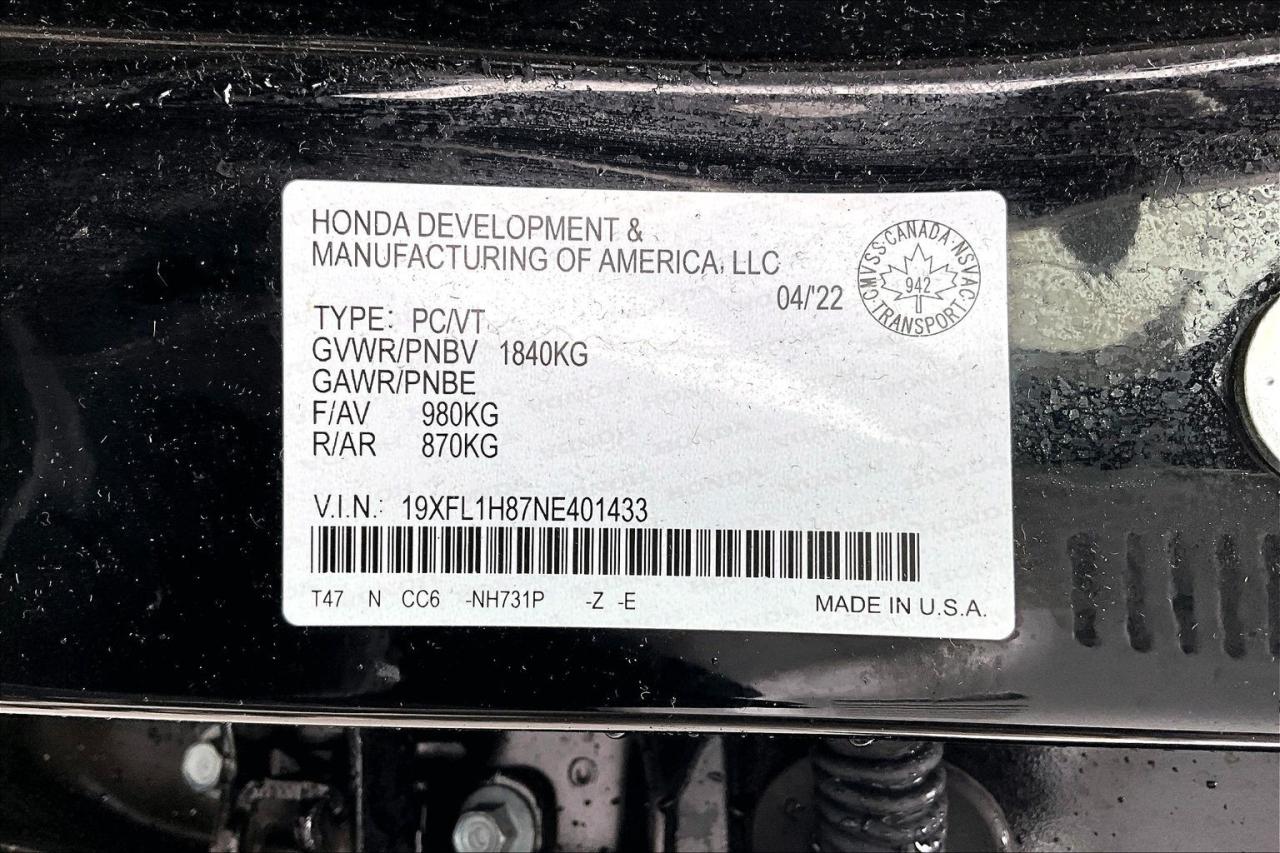 HONDA DEVELOPMENT &
MANUFACTURING OF AMERICA, LLC
04/'22
CMVSS·CANADA·NSVAC·TRANSPORT·
942
TYPE: PC/VT
GVWR/PNBV 1840KG
GAWR/PNBE
F/AV 980KG
R/AR 870KG
V.I.N.: 19XFL1H87NE401433
T47 N CC6 -NH731P -Z -E
MADE IN U.S.A.